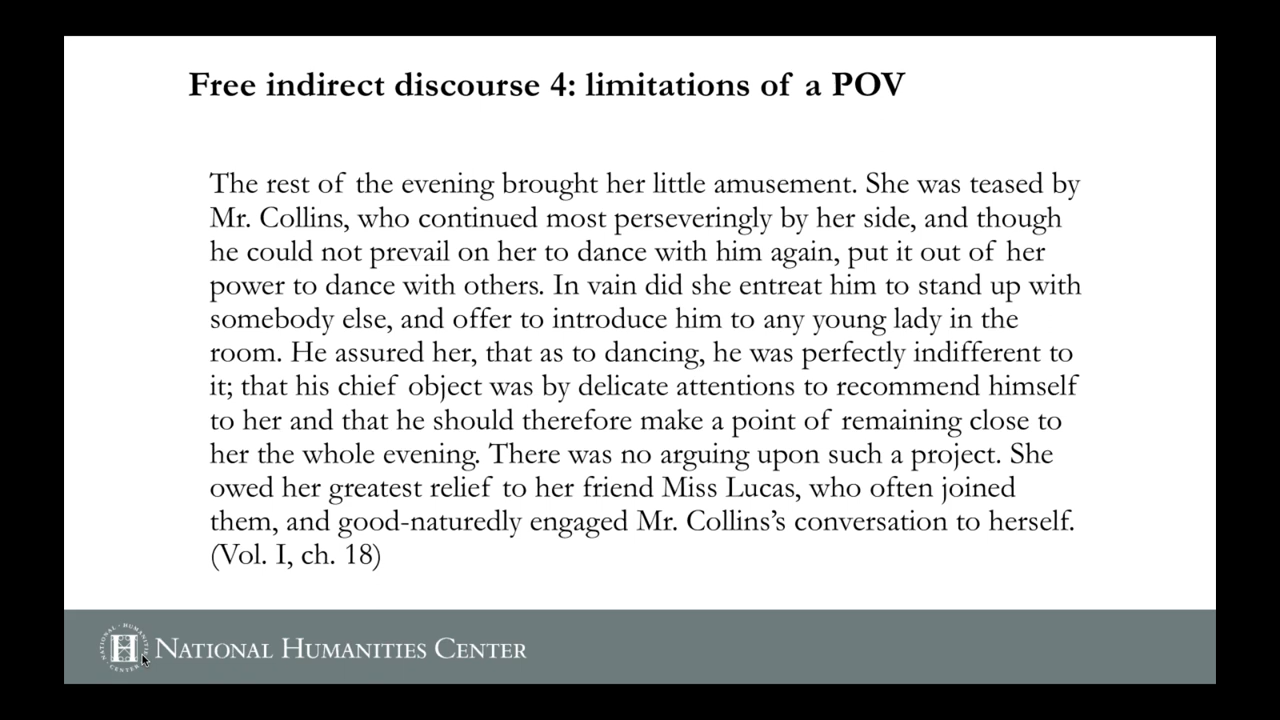 Free indirect discourse 4: limitations of a POV
The rest of the evening brought her little amusement. She was teased by
Mr. Collins, who continued most perseveringly by her side, and though
he could not prevail on her to dance with him again, put it out of her
power to dance with others. In vain did she entreat him to stand up with
somebody else, and offer to introduce him to any young lady in the
room. He assured her, that as to dancing, he was perfectly indifferent to
it; that his chief object was by delicate attentions to recommend himself
to her and that he should therefore make a point of remaining close to
her the whole evening. There was no arguing upon such a project. She
owed her greatest relief to her friend Miss Lucas, who often joined
them, and good-naturedly engaged Mr. Collins’s conversation to herself.
(Vol. I, ch. 18)
NATIONAL HUMANITIES CENTER